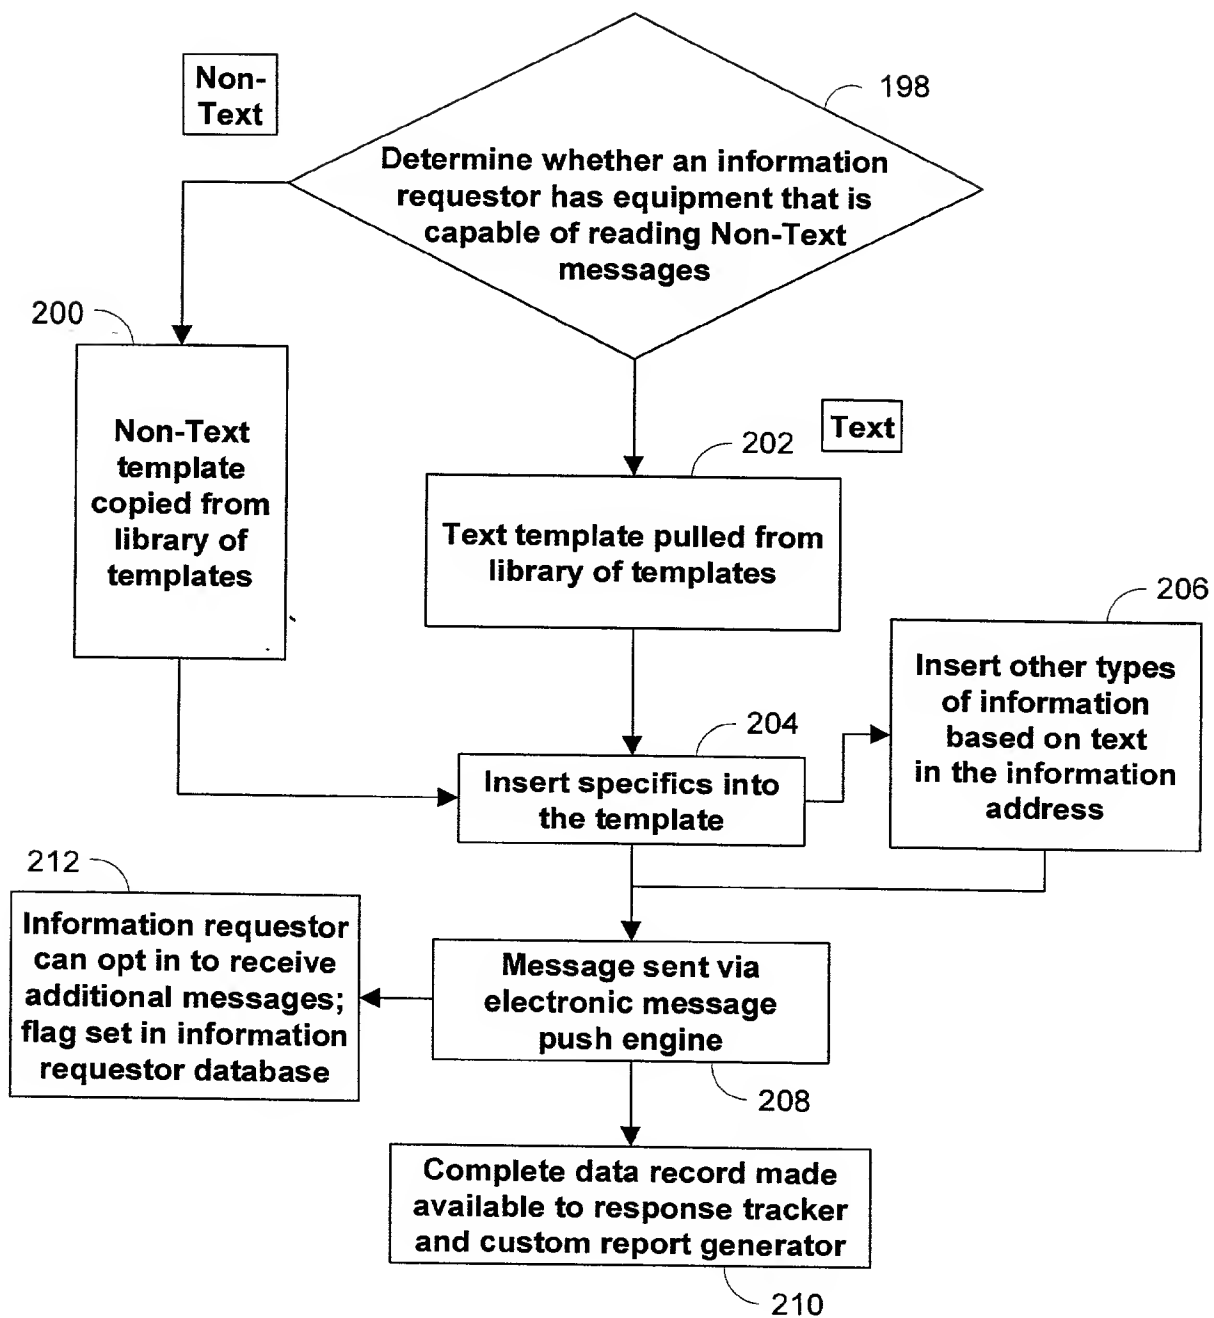 Non-
Text
198
Determine whether an information
requestor has equipment that is
capable of reading Non-Text
messages
200
Non-Text
template
copied from
library of
templates
Text
202
Text template pulled from
library of templates
206
Insert other types
of information
based on text
in the information
address
204
Insert specifics into
the template
212
Information requestor
can opt in to receive
additional messages;
flag set in information
requestor database
Message sent via
electronic message
push engine
208
Complete data record made
available to response tracker
and custom report generator
210